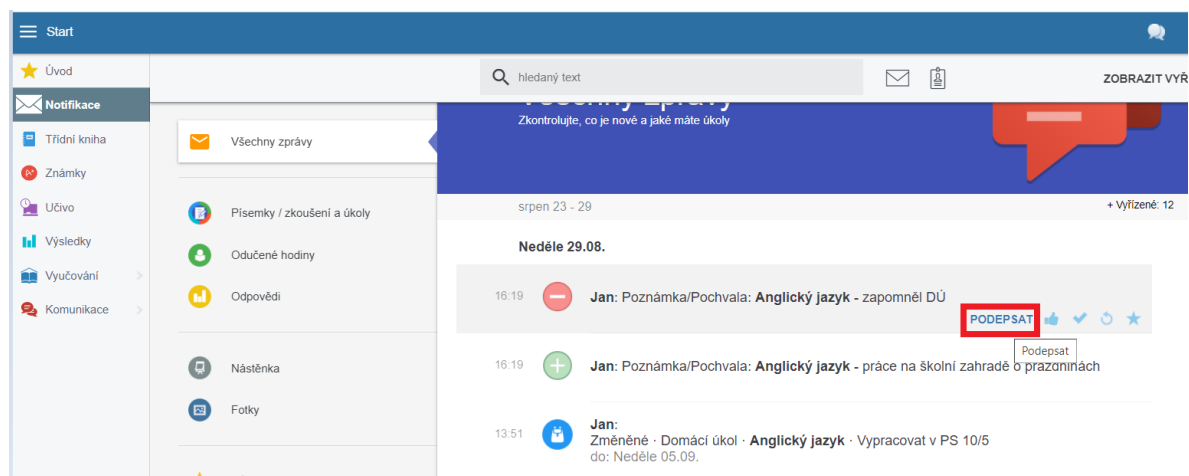 Start
Úvod
hledaný text
ZOBRAZIT VYŘ
Notifikace
Třídní kniha
Známky
Učivo
Výsledky
Vyučování
Komunikace
Všechny zprávy
Písemky / zkoušení a úkoly
Odučené hodiny
Odpovědi
Nástěnka
Fotky
Všechny zprávy
Zkontrolujte, co je nové a jaké máte úkoly
srpen 23 - 29
+ Vyřízené: 12
Neděle 29.08.
16:19 Jan: Poznámka/Pochvala: Anglický jazyk - zapomněl DÚ
PODEPSAT
Podepsat
16:19 Jan: Poznámka/Pochvala: Anglický jazyk - práce na školní zahradě o prázdninách
13:51 Jan:
Změněné · Domácí úkol · Anglický jazyk · Vypracovat v PS 10/5
do: Neděle 05.09.